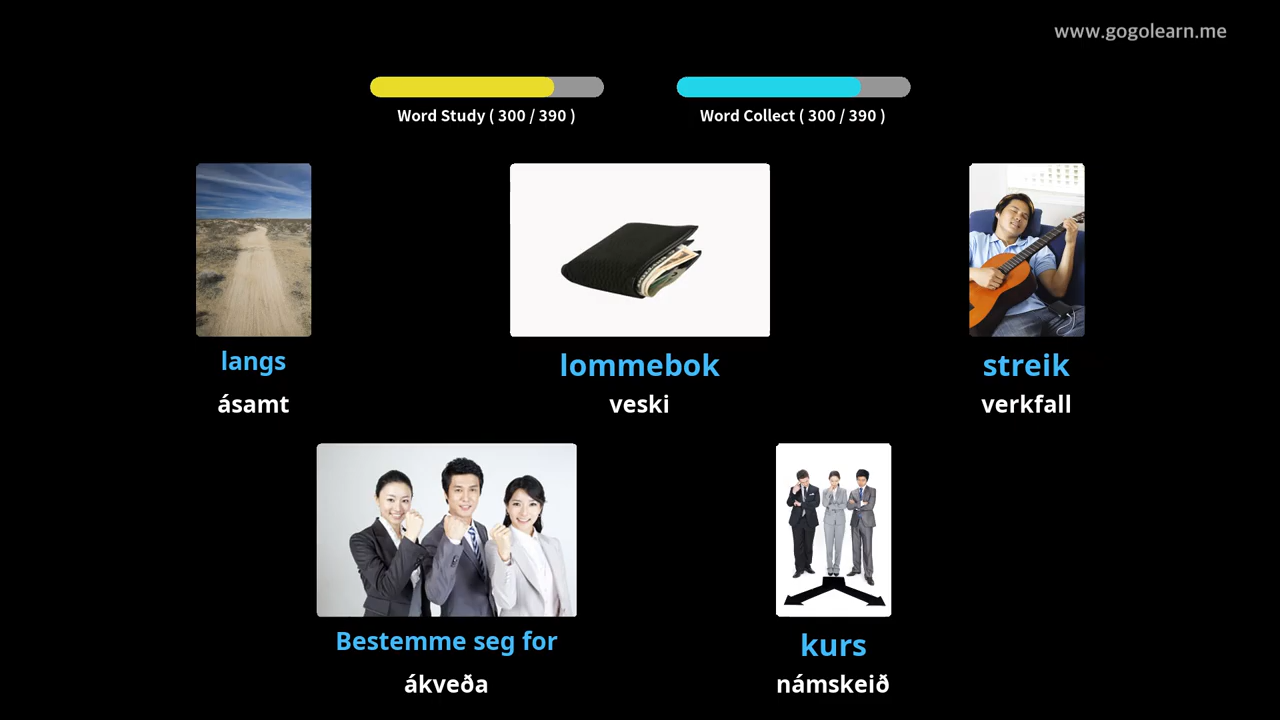 www.gogolearn.me
Word Study ( 300 / 390 )
Word Collect ( 300 / 390 )
langs
ásamt
lommebok
veski
streik
verkfall
Bestemme seg for
ákveða
kurs
námskeið